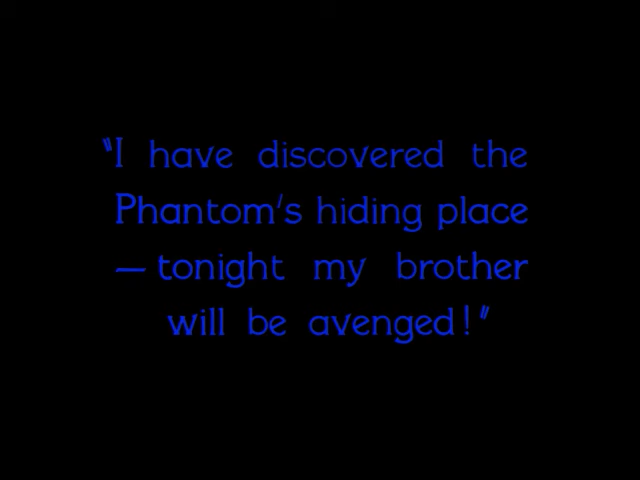 "I have discovered the
Phantom's hiding place
— tonight my brother
will be avenged!"